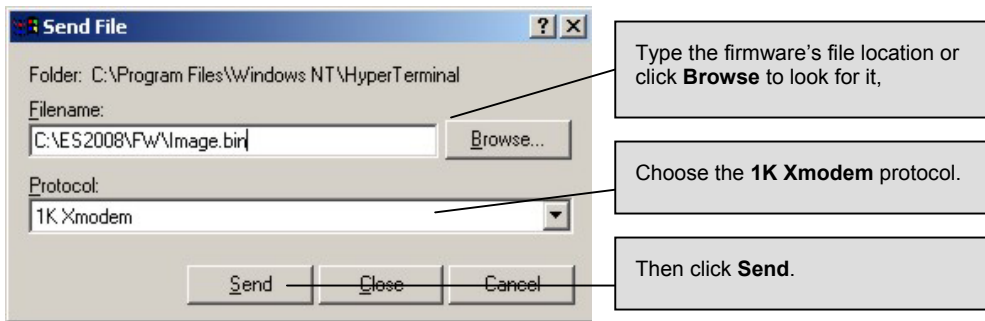 Send File
Folder: C:\Program Files\Windows NT\HyperTerminal
Filename:
C:\ES2008\FW\Image.bin
Browse...
Protocol:
1K Xmodem
Send
Close
Cancel
Type the firmware's file location or
click Browse to look for it,
Choose the 1K Xmodem protocol.
Then click Send.